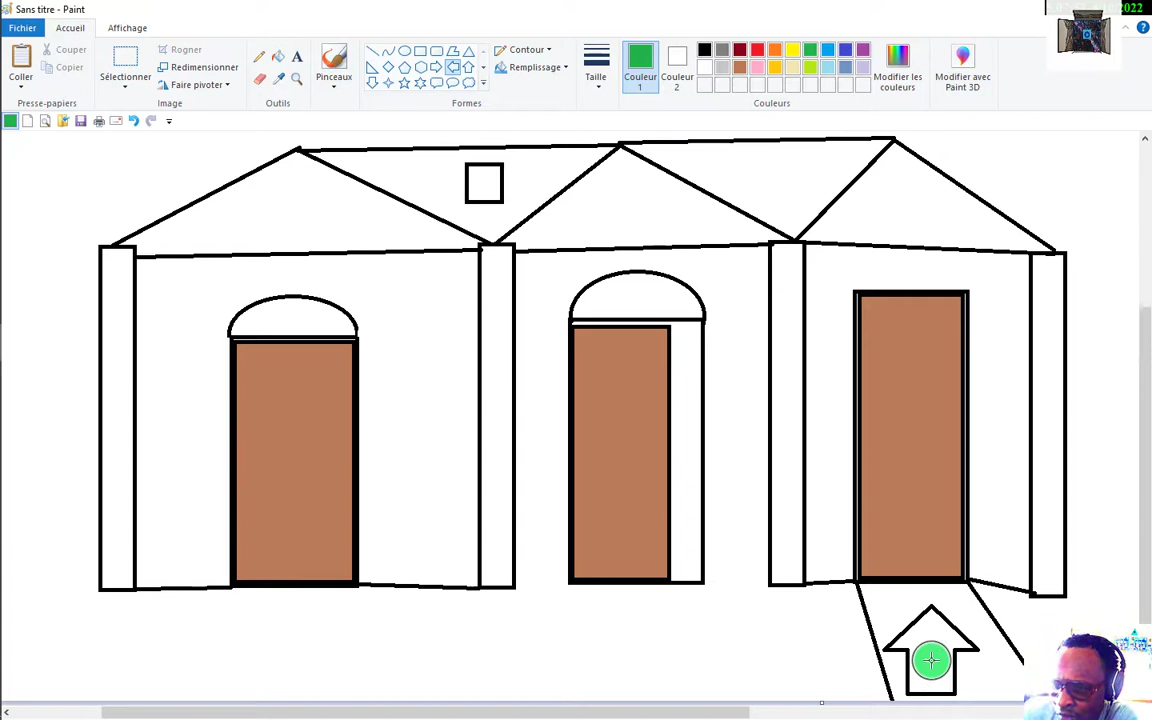 Sans titre - Paint
Fichier
Accueil
Affichage
Coller
Couper
Copier
Presse-papiers
Sélectionner
Rogner
Redimensionner
Faire pivoter
Image
Outils
Pinceaux
Formes
Contour
Remplissage
Taille
Couleur
1
Couleur
2
Couleurs
Modifier les
couleurs
Modifier avec
Paint 3D
2022